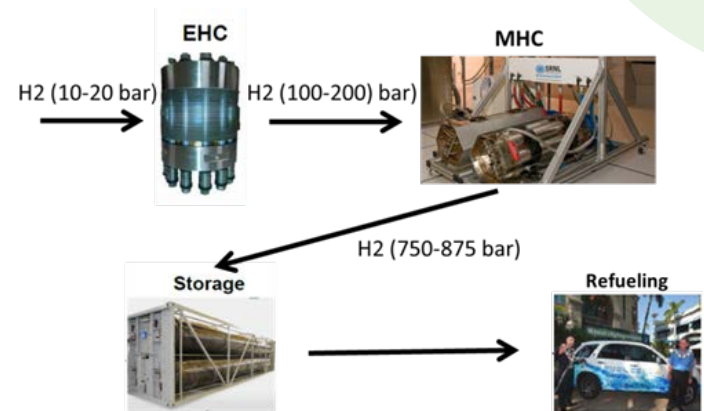 EHC
MHC
H2 (10-20 bar)
H2 (100-200) bar)
H2 (750-875 bar)
Storage
Refueling